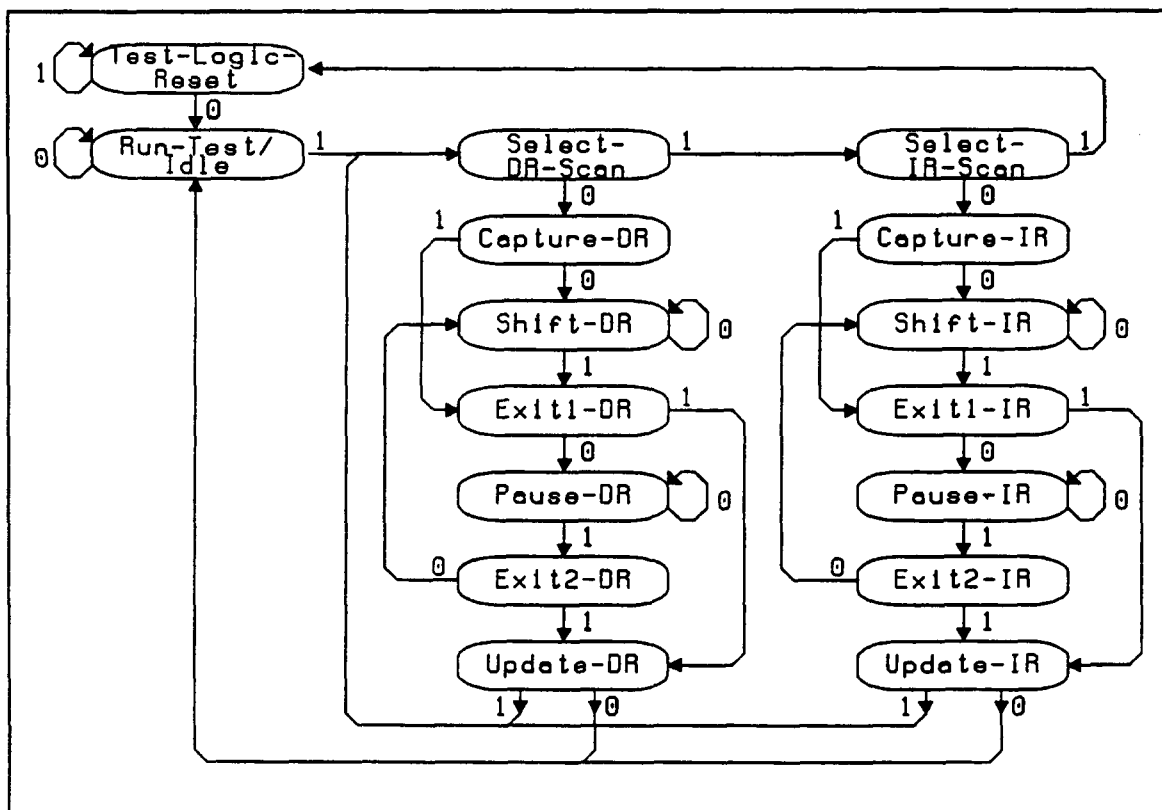 Test-Logic-
Reset
1
0
Run-Test/
Idle
0
1
Select-
DR-Scan
1
Select-
IR-Scan
1
0
0
1
Capture-DR
1
Capture-IR
0
0
Shift-DR
0
Shift-IR
0
1
1
Exit1-DR
1
Exit1-IR
1
0
0
Pause-DR
0
Pause-IR
0
1
1
0
Exit2-DR
0
Exit2-IR
1
1
Update-DR
Update-IR
1
0
1
0